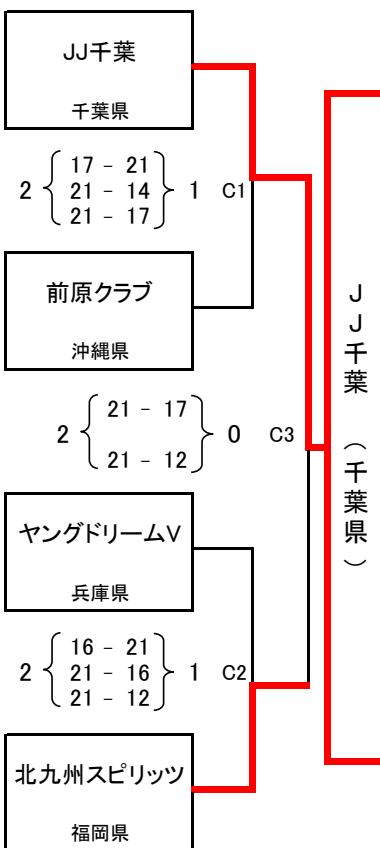 JJ千葉
千葉県
2 { 17 - 21 } 1 C1
21 - 14
21 - 17
前原クラブ
沖縄県
2 { 21 - 17 } 0 C3
21 - 12
ヤングドリームV
兵庫県
2 { 16 - 21 } 1 C2
21 - 16
21 - 12
北九州スピリッツ
福岡県
JJ千葉（千葉県）